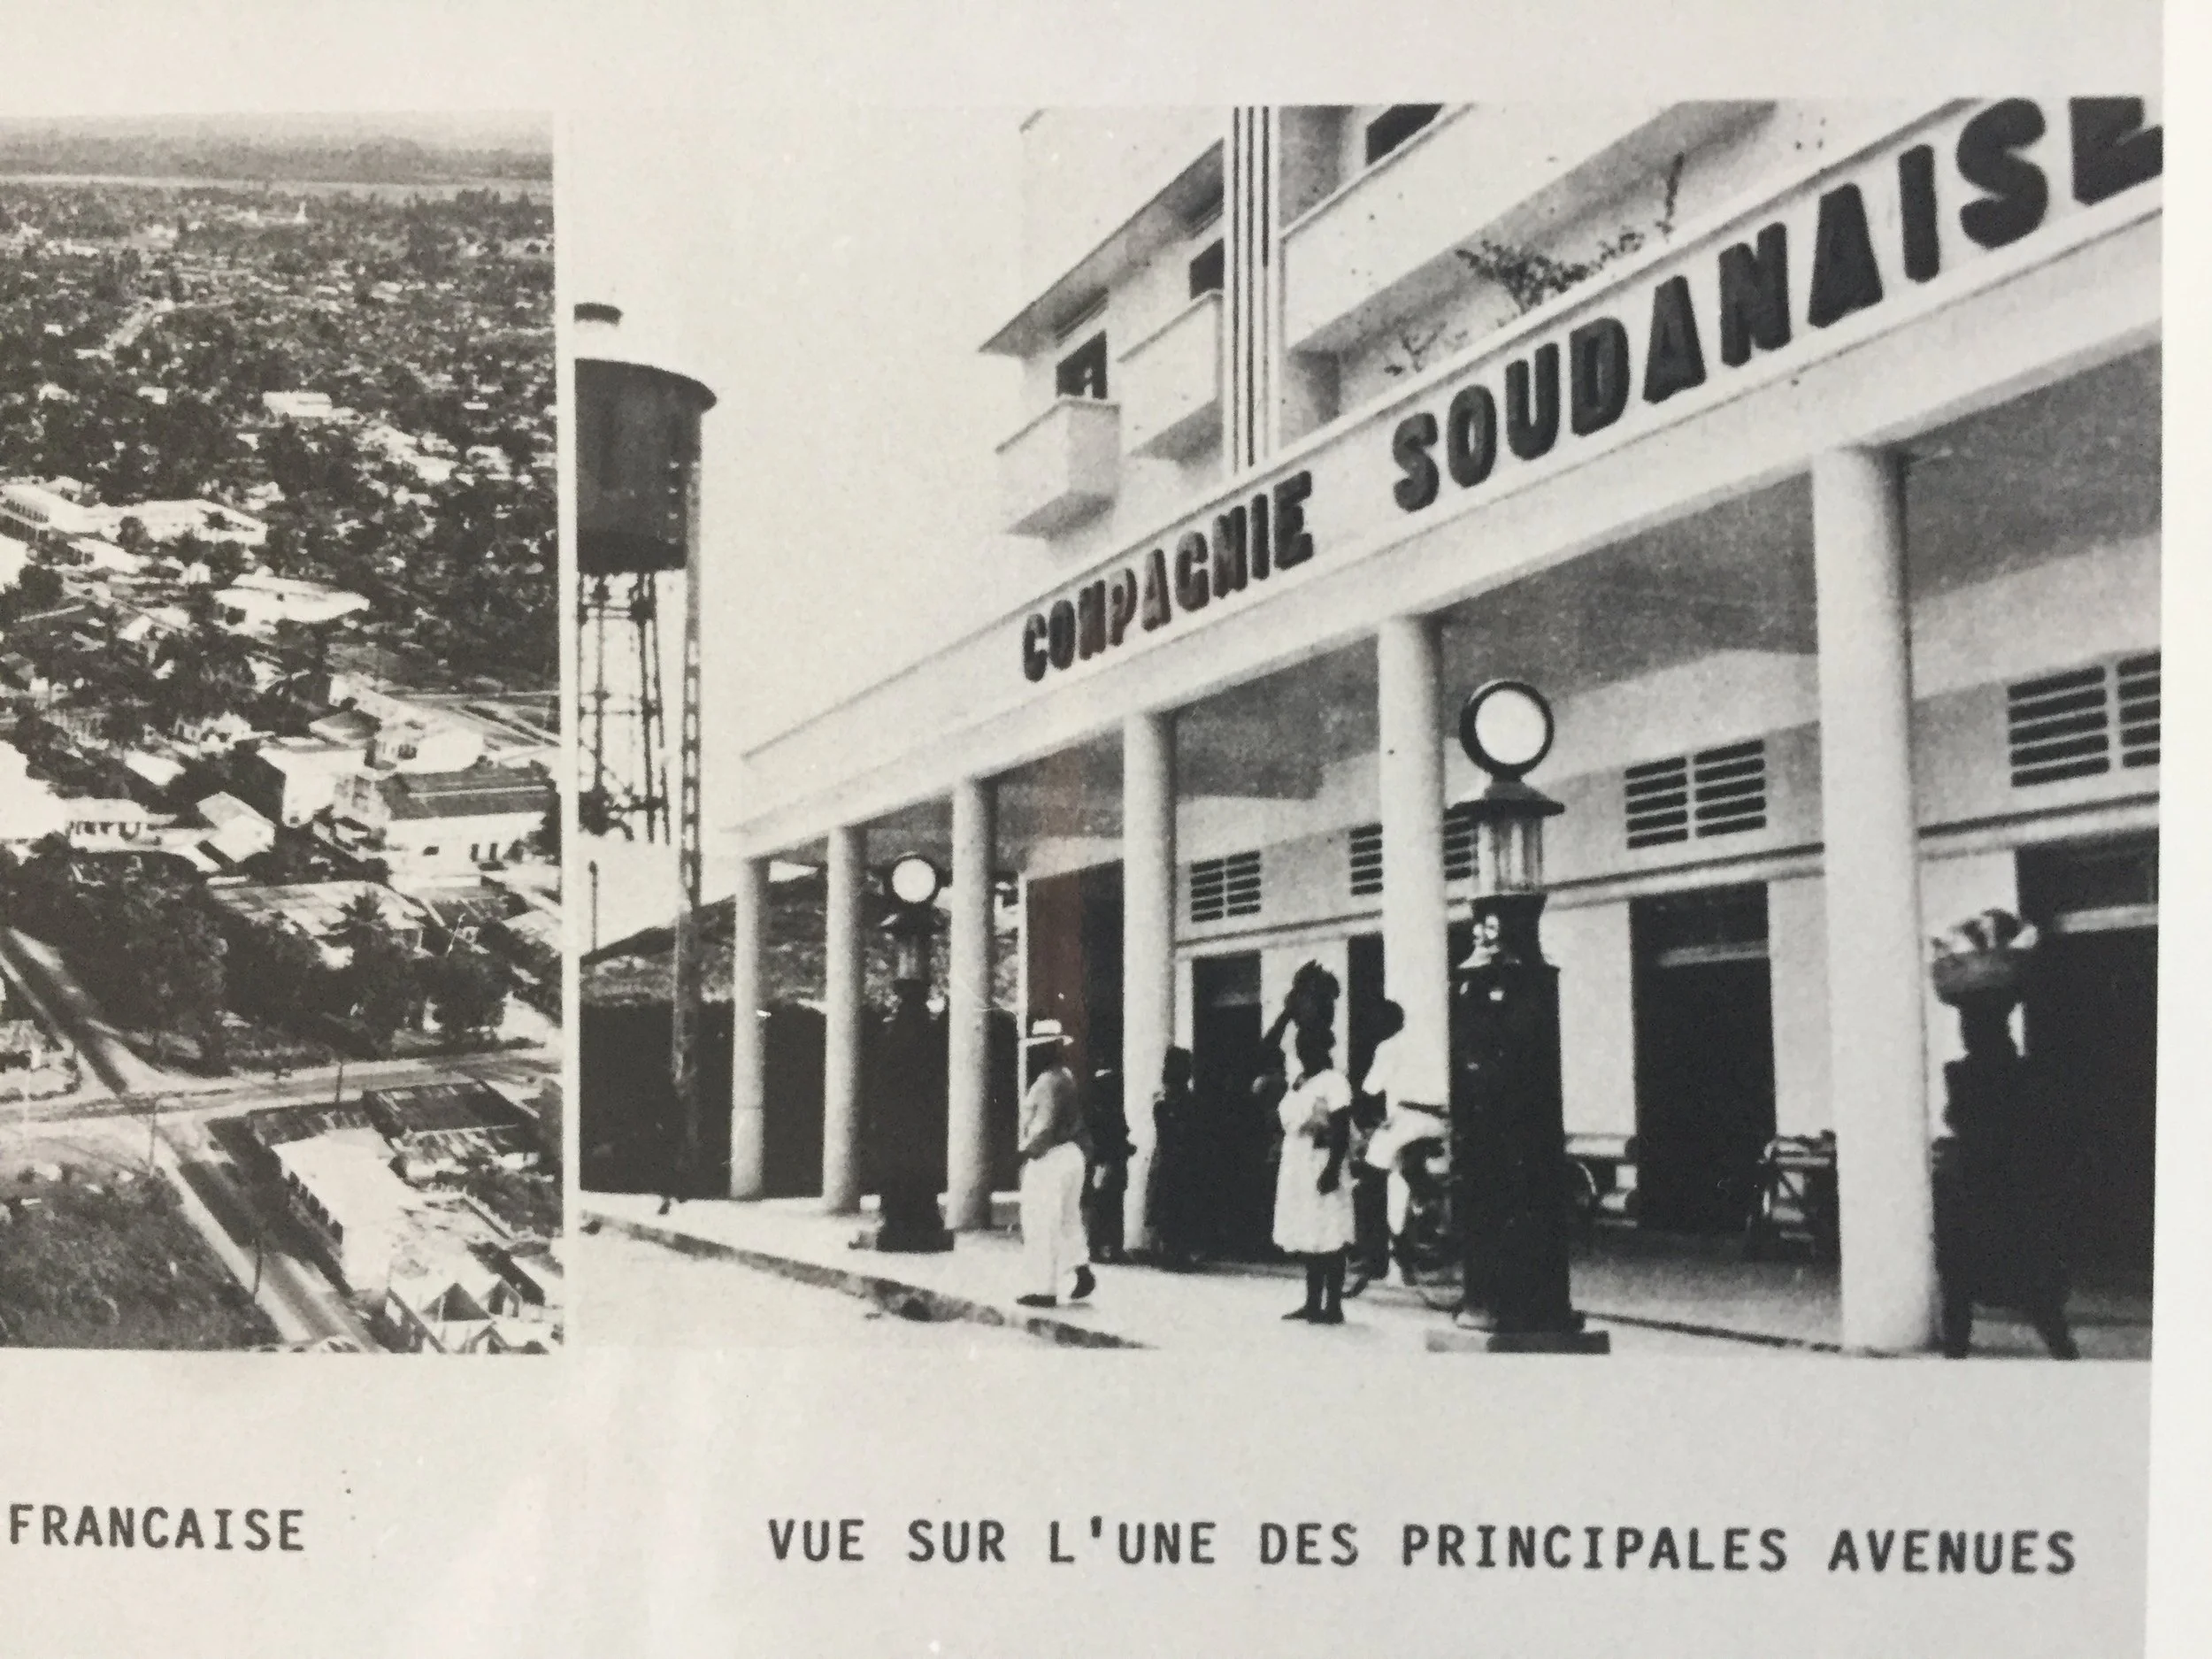 COMPAGNIE SOUDANAISE
FRANCAISE
VUE SUR L'UNE DES PRINCIPALES AVENUES